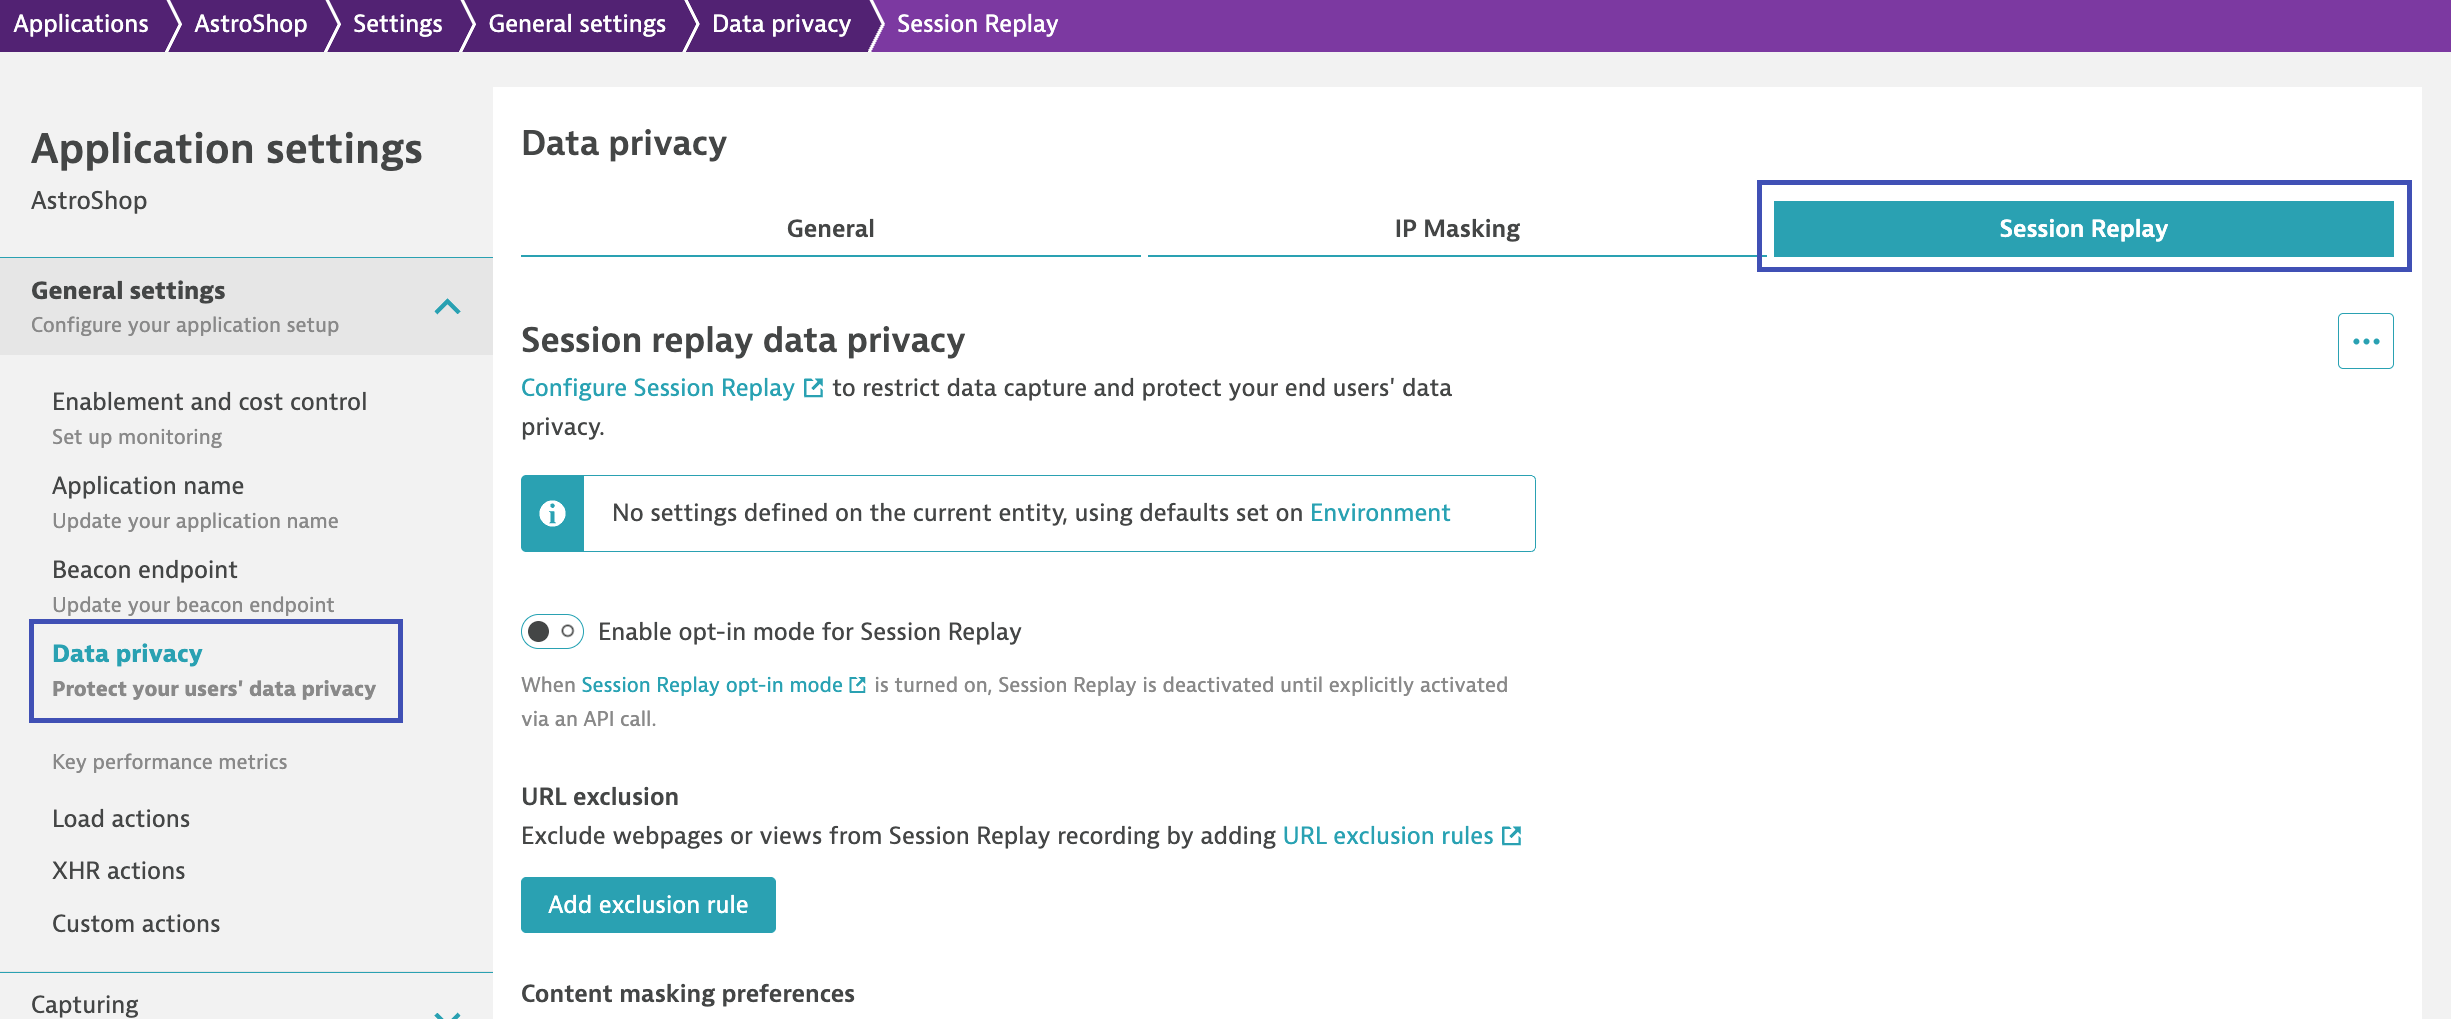 Applications
AstroShop
Settings
General settings
Data privacy
Session Replay
Application settings
AstroShop
General settings
Configure your application setup
Enablement and cost control
Set up monitoring
Application name
Update your application name
Beacon endpoint
Update your beacon endpoint
Data privacy
Protect your users' data privacy
Key performance metrics
Load actions
XHR actions
Custom actions
Capturing
Data privacy
General
IP Masking
Session Replay
Session replay data privacy
Configure Session Replay to restrict data capture and protect your end users' data
privacy.
No settings defined on the current entity, using defaults set on Environment
Enable opt-in mode for Session Replay
When Session Replay opt-in mode is turned on, Session Replay is deactivated until explicitly activated
via an API call.
URL exclusion
Exclude webpages or views from Session Replay recording by adding URL exclusion rules
Add exclusion rule
Content masking preferences